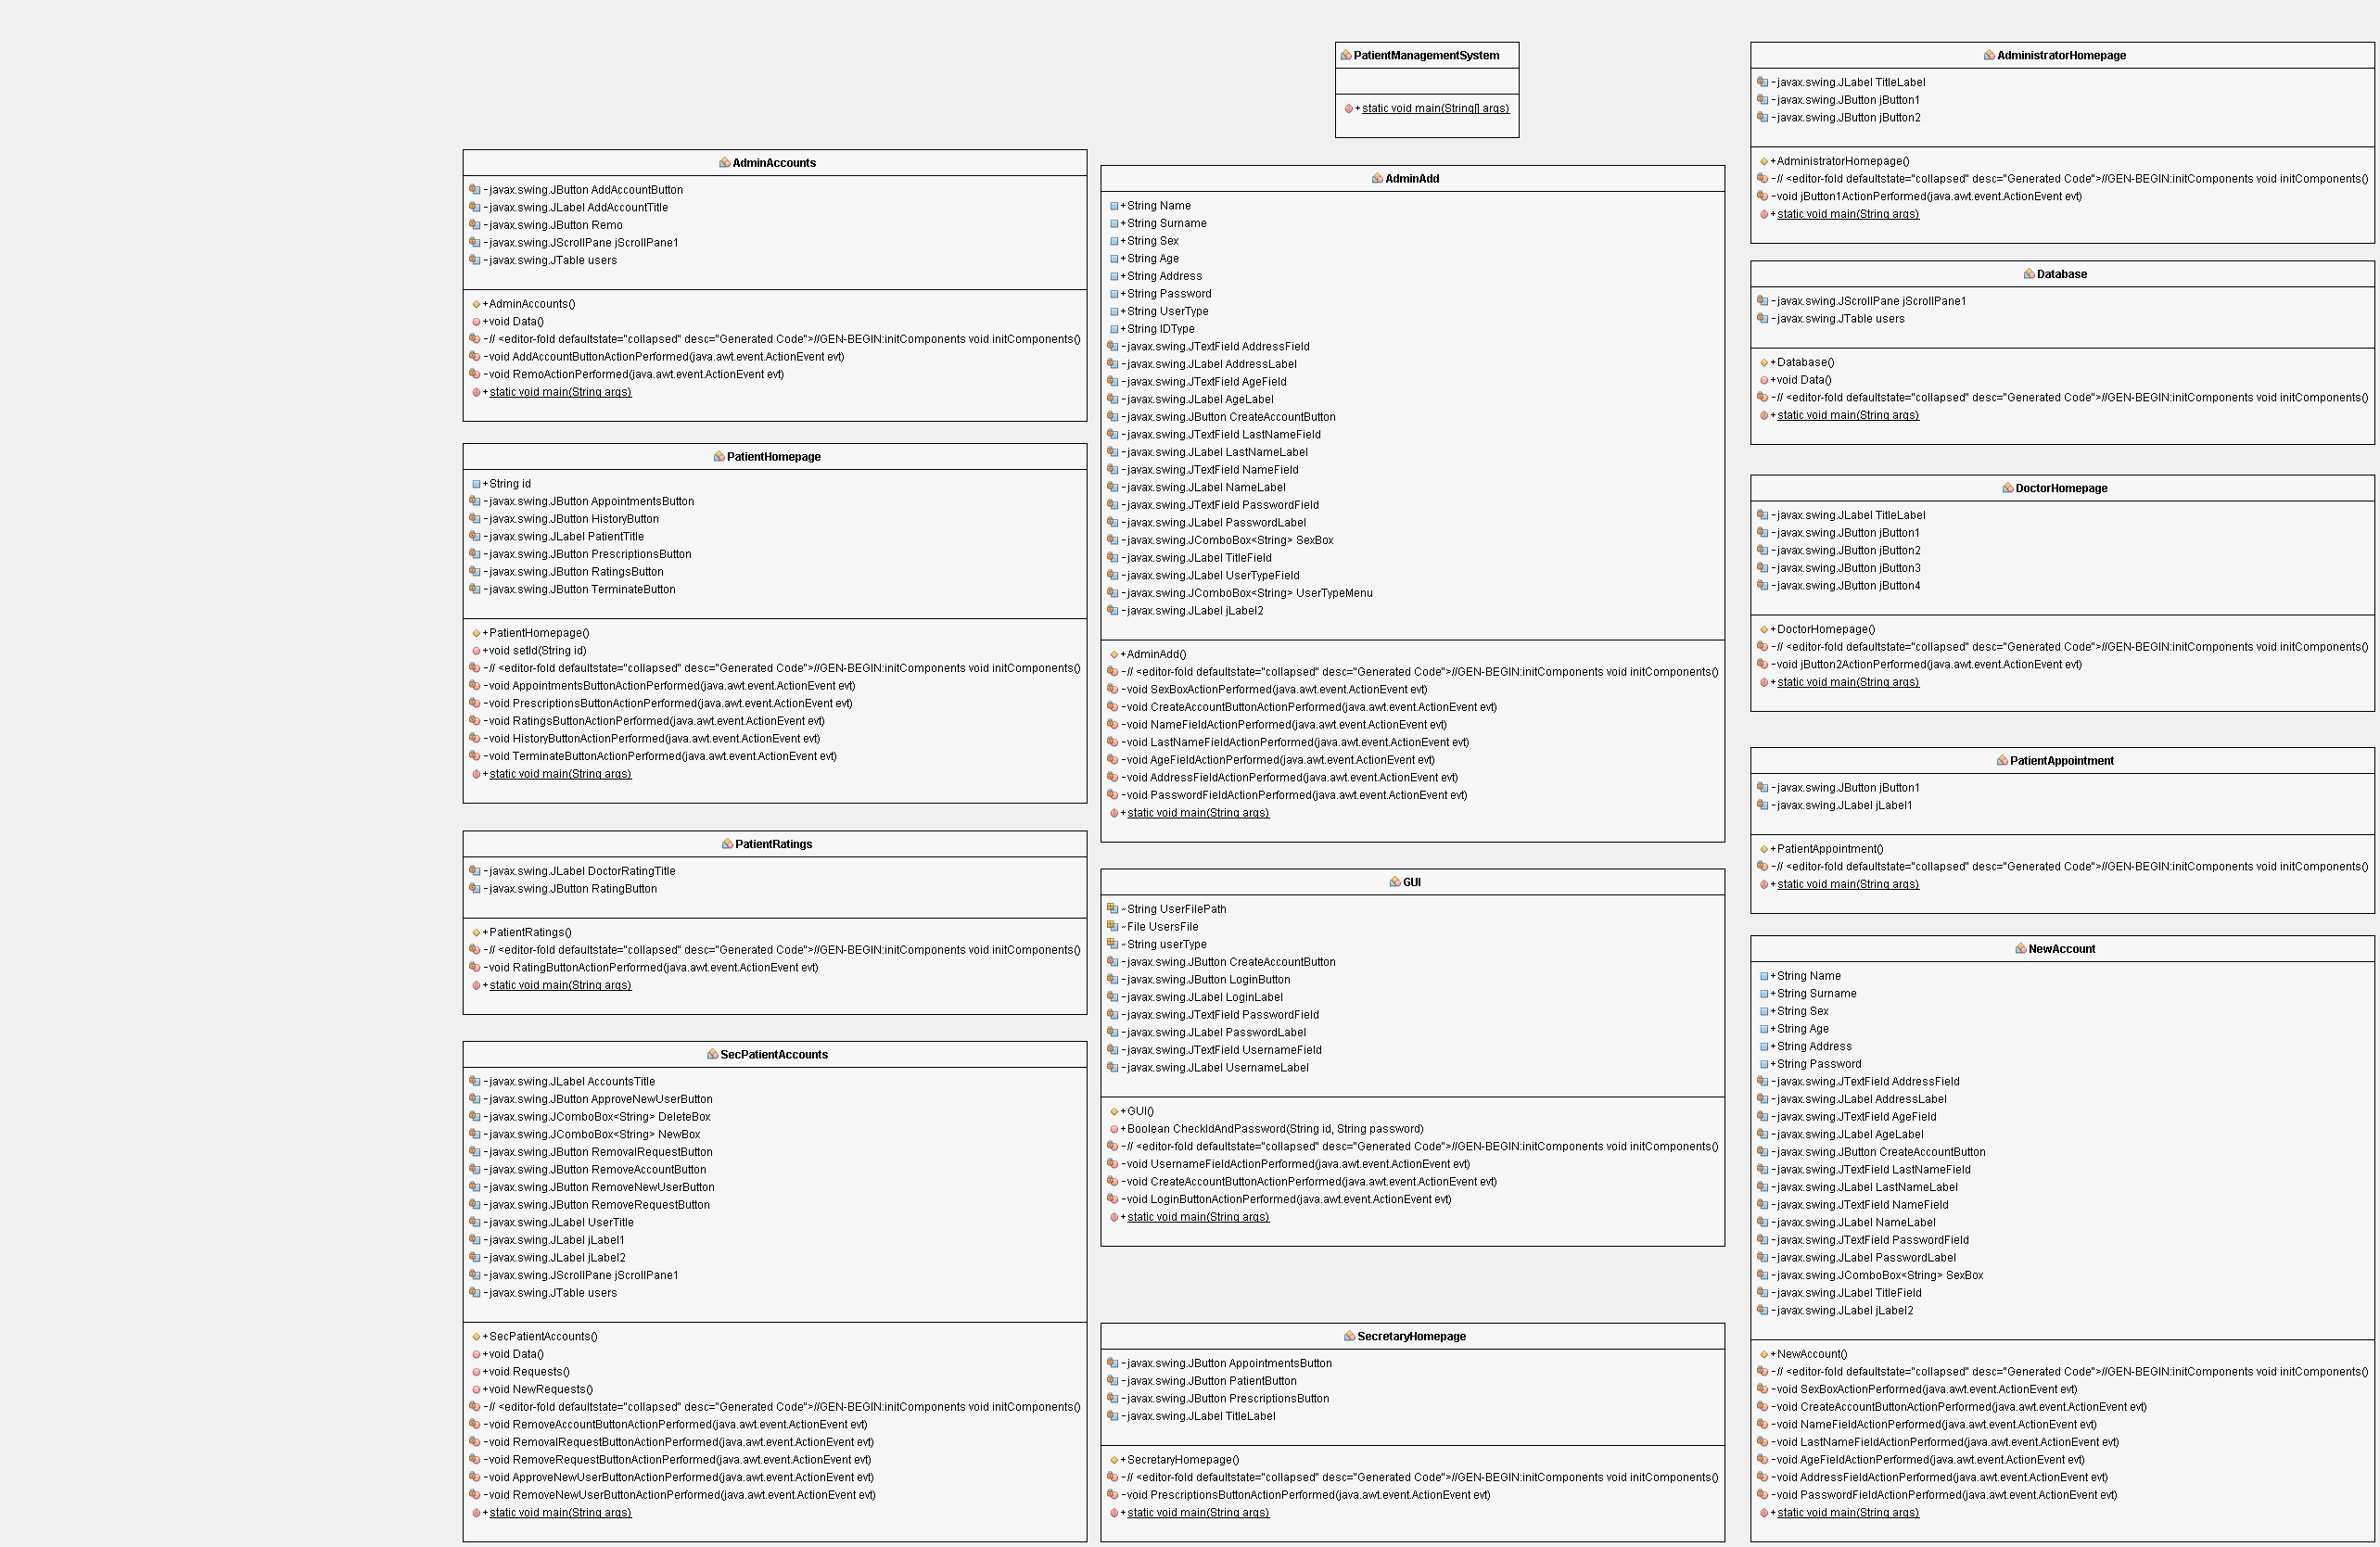 PatientManagementSystem
+static void main(String[] args)
AdministratorHomepage
-javax.swing.JLabel TitleLabel
-javax.swing.JButton jButton1
-javax.swing.JButton jButton2
+AdministratorHomepage()
-// <editor-fold defaultstate="collapsed" desc="Generated Code">//GEN-BEGIN:initComponents void initComponents()
-void jButton1ActionPerformed(java.awt.event.ActionEvent evt)
+static void main(String args)
AdminAccounts
-javax.swing.JButton AddAccountButton
-javax.swing.JLabel AddAccountTitle
-javax.swing.JButton Remo
-javax.swing.JScrollPane jScrollPane1
-javax.swing.JTable users
+AdminAccounts()
+void Data()
-// <editor-fold defaultstate="collapsed" desc="Generated Code">//GEN-BEGIN:initComponents void initComponents()
-void AddAccountButtonActionPerformed(java.awt.event.ActionEvent evt)
-void RemoActionPerformed(java.awt.event.ActionEvent evt)
+static void main(String args)
AdminAdd
+String Name
+String Surname
+String Sex
+String Age
+String Address
+String Password
+String UserType
+String IDType
-javax.swing.JTextField AddressField
-javax.swing.JLabel AddressLabel
-javax.swing.JTextField AgeField
-javax.swing.JLabel AgeLabel
-javax.swing.JButton CreateAccountButton
-javax.swing.JTextField LastNameField
-javax.swing.JLabel LastNameLabel
-javax.swing.JTextField NameField
-javax.swing.JLabel NameLabel
-javax.swing.JTextField PasswordField
-javax.swing.JLabel PasswordLabel
-javax.swing.JComboBox<String> SexBox
-javax.swing.JLabel TitleField
-javax.swing.JLabel UserTypeField
-javax.swing.JComboBox<String> UserTypeMenu
-javax.swing.JLabel jLabel2
+AdminAdd()
-// <editor-fold defaultstate="collapsed" desc="Generated Code">//GEN-BEGIN:initComponents void initComponents()
-void SexBoxActionPerformed(java.awt.event.ActionEvent evt)
-void CreateAccountButtonActionPerformed(java.awt.event.ActionEvent evt)
-void NameFieldActionPerformed(java.awt.event.ActionEvent evt)
-void LastNameFieldActionPerformed(java.awt.event.ActionEvent evt)
-void AgeFieldActionPerformed(java.awt.event.ActionEvent evt)
-void AddressFieldActionPerformed(java.awt.event.ActionEvent evt)
-void PasswordFieldActionPerformed(java.awt.event.ActionEvent evt)
+static void main(String args)
Database
-javax.swing.JScrollPane jScrollPane1
-javax.swing.JTable users
+Database()
+void Data()
-// <editor-fold defaultstate="collapsed" desc="Generated Code">//GEN-BEGIN:initComponents void initComponents()
+static void main(String args)
PatientHomepage
+String id
-javax.swing.JButton AppointmentsButton
-javax.swing.JButton HistoryButton
-javax.swing.JLabel PatientTitle
-javax.swing.JButton PrescriptionsButton
-javax.swing.JButton RatingsButton
-javax.swing.JButton TerminateButton
+PatientHomepage()
+void setId(String id)
-// <editor-fold defaultstate="collapsed" desc="Generated Code">//GEN-BEGIN:initComponents void initComponents()
-void AppointmentsButtonActionPerformed(java.awt.event.ActionEvent evt)
-void PrescriptionsButtonActionPerformed(java.awt.event.ActionEvent evt)
-void RatingsButtonActionPerformed(java.awt.event.ActionEvent evt)
-void HistoryButtonActionPerformed(java.awt.event.ActionEvent evt)
-void TerminateButtonActionPerformed(java.awt.event.ActionEvent evt)
+static void main(String args)
DoctorHomepage
-javax.swing.JLabel TitleLabel
-javax.swing.JButton jButton1
-javax.swing.JButton jButton2
-javax.swing.JButton jButton3
-javax.swing.JButton jButton4
+DoctorHomepage()
-// <editor-fold defaultstate="collapsed" desc="Generated Code">//GEN-BEGIN:initComponents void initComponents()
-void jButton2ActionPerformed(java.awt.event.ActionEvent evt)
+static void main(String args)
PatientAppointment
-javax.swing.JButton jButton1
-javax.swing.JLabel jLabel1
+PatientAppointment()
-// <editor-fold defaultstate="collapsed" desc="Generated Code">//GEN-BEGIN:initComponents void initComponents()
+static void main(String args)
PatientRatings
-javax.swing.JLabel DoctorRatingTitle
-javax.swing.JButton RatingButton
+PatientRatings()
-// <editor-fold defaultstate="collapsed" desc="Generated Code">//GEN-BEGIN:initComponents void initComponents()
-void RatingButtonActionPerformed(java.awt.event.ActionEvent evt)
+static void main(String args)
GUI
~String UserFilePath
~File UsersFile
~String userType
-javax.swing.JButton CreateAccountButton
-javax.swing.JButton LoginButton
-javax.swing.JLabel LoginLabel
-javax.swing.JTextField PasswordField
-javax.swing.JLabel PasswordLabel
-javax.swing.JTextField UsernameField
-javax.swing.JLabel UsernameLabel
+GUI()
+Boolean CheckIdAndPassword(String id, String password)
-// <editor-fold defaultstate="collapsed" desc="Generated Code">//GEN-BEGIN:initComponents void initComponents()
-void UsernameFieldActionPerformed(java.awt.event.ActionEvent evt)
-void CreateAccountButtonActionPerformed(java.awt.event.ActionEvent evt)
-void LoginButtonActionPerformed(java.awt.event.ActionEvent evt)
+static void main(String args)
NewAccount
+String Name
+String Surname
+String Sex
+String Age
+String Address
+String Password
-javax.swing.JTextField AddressField
-javax.swing.JLabel AddressLabel
-javax.swing.JTextField AgeField
-javax.swing.JLabel AgeLabel
-javax.swing.JButton CreateAccountButton
-javax.swing.JTextField LastNameField
-javax.swing.JLabel LastNameLabel
-javax.swing.JTextField NameField
-javax.swing.JLabel NameLabel
-javax.swing.JTextField PasswordField
-javax.swing.JLabel PasswordLabel
-javax.swing.JComboBox<String> SexBox
-javax.swing.JLabel TitleField
-javax.swing.JLabel jLabel2
+NewAccount()
-// <editor-fold defaultstate="collapsed" desc="Generated Code">//GEN-BEGIN:initComponents void initComponents()
-void SexBoxActionPerformed(java.awt.event.ActionEvent evt)
-void CreateAccountButtonActionPerformed(java.awt.event.ActionEvent evt)
-void NameFieldActionPerformed(java.awt.event.ActionEvent evt)
-void LastNameFieldActionPerformed(java.awt.event.ActionEvent evt)
-void AgeFieldActionPerformed(java.awt.event.ActionEvent evt)
-void AddressFieldActionPerformed(java.awt.event.ActionEvent evt)
-void PasswordFieldActionPerformed(java.awt.event.ActionEvent evt)
+static void main(String args)
SecPatientAccounts
-javax.swing.JLabel AccountsTitle
-javax.swing.JButton ApproveNewUserButton
-javax.swing.JComboBox<String> DeleteBox
-javax.swing.JComboBox<String> NewBox
-javax.swing.JButton RemovalRequestButton
-javax.swing.JButton RemoveAccountButton
-javax.swing.JButton RemoveNewUserButton
-javax.swing.JButton RemoveRequestButton
-javax.swing.JLabel UserTitle
-javax.swing.JLabel jLabel1
-javax.swing.JLabel jLabel2
-javax.swing.JScrollPane jScrollPane1
-javax.swing.JTable users
+SecPatientAccounts()
+void Data()
+void Requests()
+void NewRequests()
-// <editor-fold defaultstate="collapsed" desc="Generated Code">//GEN-BEGIN:initComponents void initComponents()
-void RemoveAccountButtonActionPerformed(java.awt.event.ActionEvent evt)
-void RemovalRequestButtonActionPerformed(java.awt.event.ActionEvent evt)
-void RemoveRequestButtonActionPerformed(java.awt.event.ActionEvent evt)
-void ApproveNewUserButtonActionPerformed(java.awt.event.ActionEvent evt)
-void RemoveNewUserButtonActionPerformed(java.awt.event.ActionEvent evt)
+static void main(String args)
SecretaryHomepage
-javax.swing.JButton AppointmentsButton
-javax.swing.JButton PatientButton
-javax.swing.JButton PrescriptionsButton
-javax.swing.JLabel TitleLabel
+SecretaryHomepage()
-// <editor-fold defaultstate="collapsed" desc="Generated Code">//GEN-BEGIN:initComponents void initComponents()
-void PrescriptionsButtonActionPerformed(java.awt.event.ActionEvent evt)
+static void main(String args)